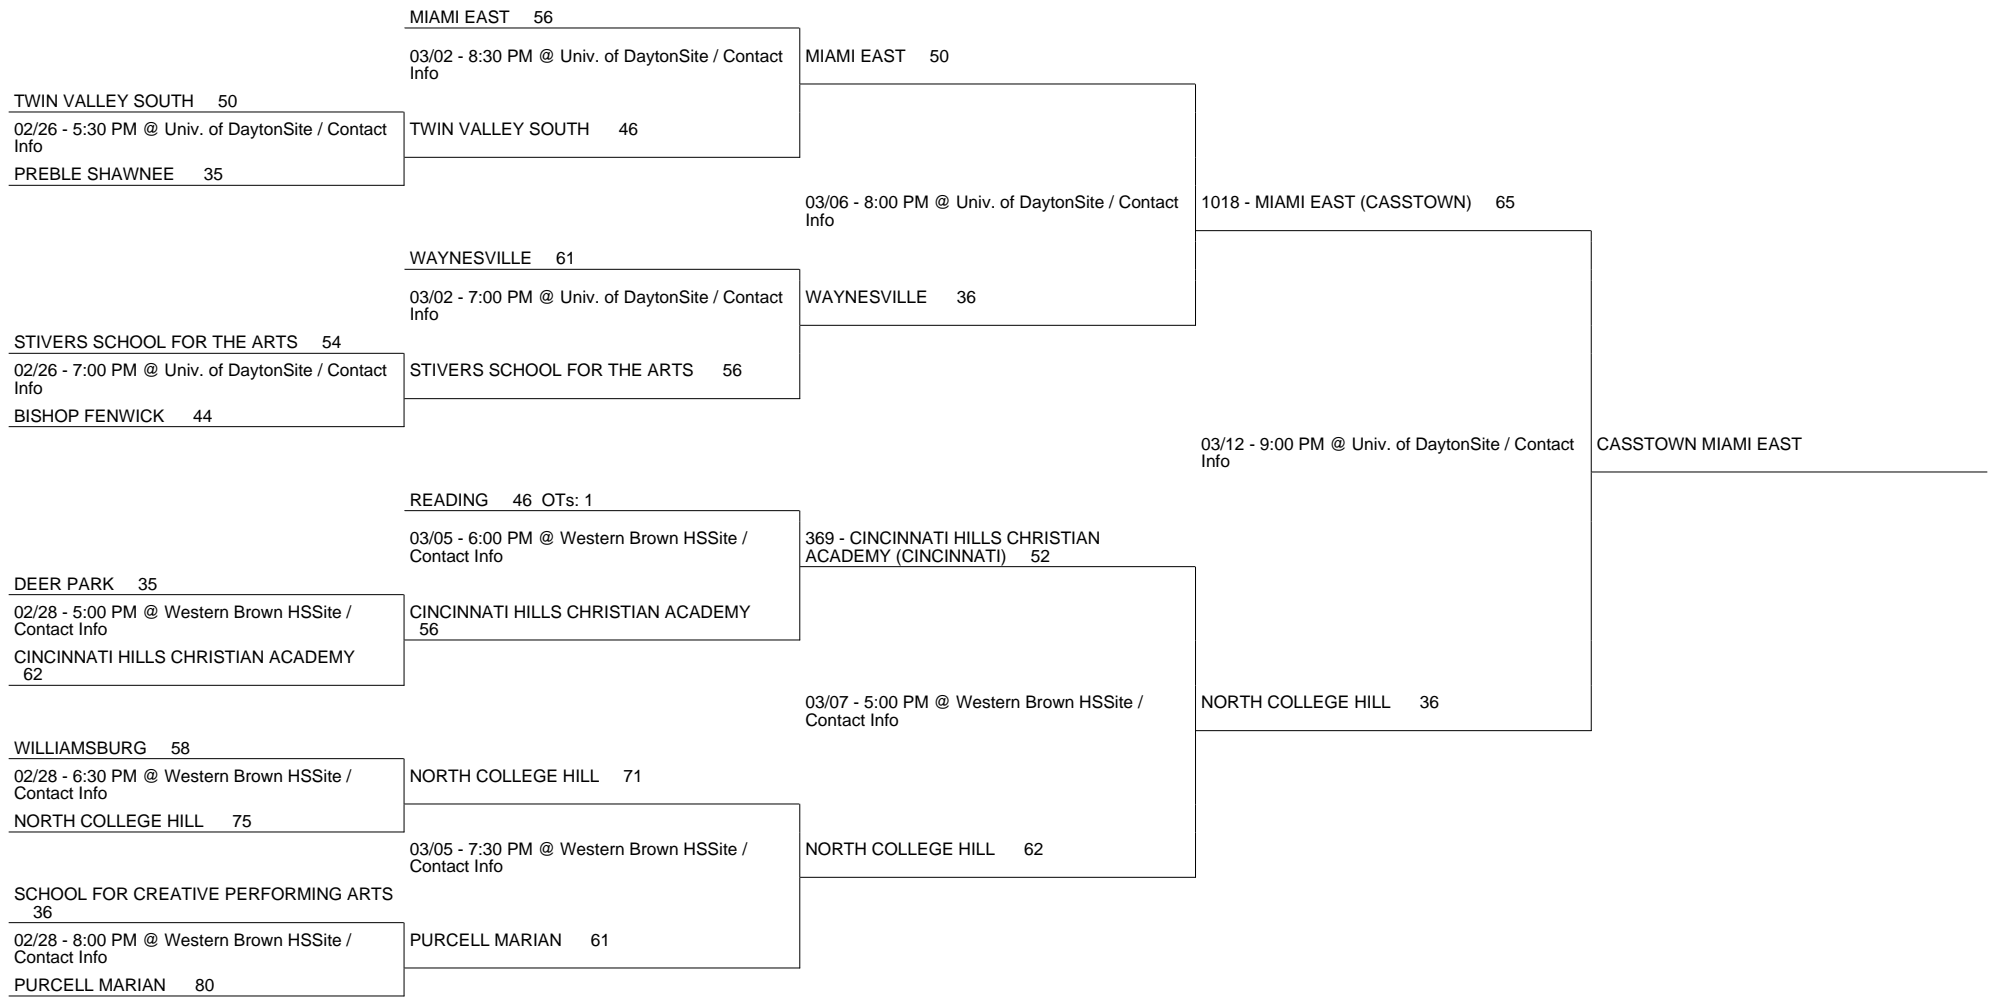 MIAMI EAST 56
03/02 - 8:30 PM @ Univ. of DaytonSite / Contact
Info
MIAMI EAST 50
TWIN VALLEY SOUTH 50
02/26 - 5:30 PM @ Univ. of DaytonSite / Contact
Info
TWIN VALLEY SOUTH 46
PREBLE SHAWNEE 35
03/06 - 8:00 PM @ Univ. of DaytonSite / Contact
Info
1018 - MIAMI EAST (CASSTOWN) 65
WAYNESVILLE 61
03/02 - 7:00 PM @ Univ. of DaytonSite / Contact
Info
WAYNESVILLE 36
STIVERS SCHOOL FOR THE ARTS 54
02/26 - 7:00 PM @ Univ. of DaytonSite / Contact
Info
STIVERS SCHOOL FOR THE ARTS 56
BISHOP FENWICK 44
03/12 - 9:00 PM @ Univ. of DaytonSite / Contact
Info
CASSTOWN MIAMI EAST
READING 46 OTs: 1
03/05 - 6:00 PM @ Western Brown HSSite /
Contact Info
369 - CINCINNATI HILLS CHRISTIAN
ACADEMY (CINCINNATI) 52
DEER PARK 35
02/28 - 5:00 PM @ Western Brown HSSite /
Contact Info
CINCINNATI HILLS CHRISTIAN ACADEMY
56
CINCINNATI HILLS CHRISTIAN ACADEMY
62
03/07 - 5:00 PM @ Western Brown HSSite /
Contact Info
NORTH COLLEGE HILL 36
WILLIAMSBURG 58
02/28 - 6:30 PM @ Western Brown HSSite /
Contact Info
NORTH COLLEGE HILL 71
NORTH COLLEGE HILL 75
03/05 - 7:30 PM @ Western Brown HSSite /
Contact Info
NORTH COLLEGE HILL 62
SCHOOL FOR CREATIVE PERFORMING ARTS
36
02/28 - 8:00 PM @ Western Brown HSSite /
Contact Info
PURCELL MARIAN 61
PURCELL MARIAN 80